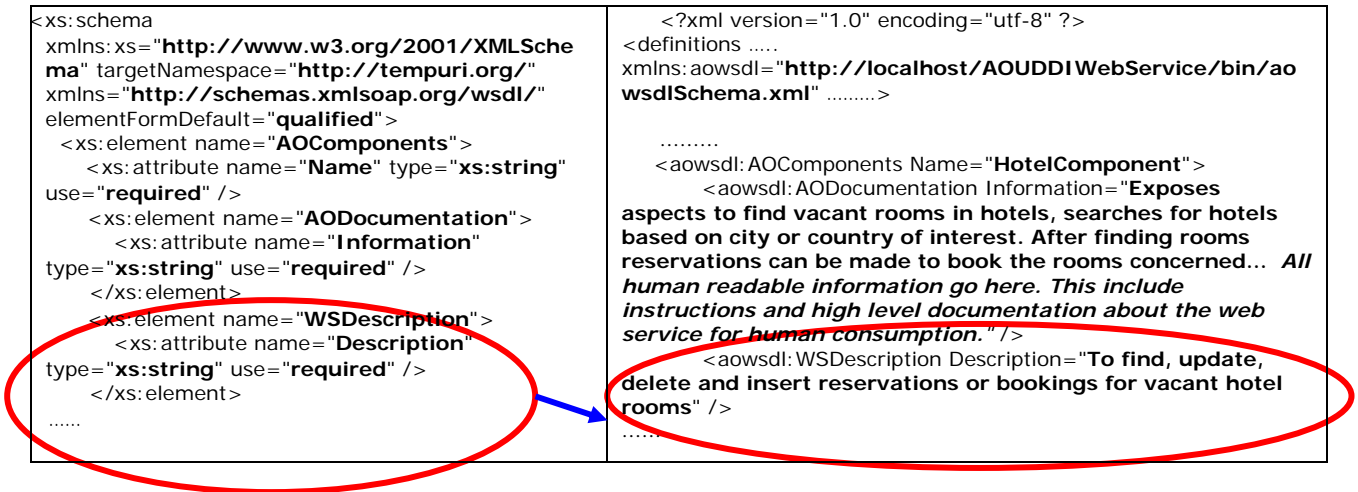 <xs:schema
xmlns:xs="http://www.w3.org/2001/XMLSche
ma" targetNamespace="http://tempuri.org/"
xmlns="http://schemas.xmlsoap.org/wsdl/"
elementFormDefault="qualified">
<xs:element name="AOComponents">
<xs:attribute name="Name" type="xs:string"
use="required" />
<xs:element name="AODocumentation">
<xs:attribute name="Information"
type="xs:string" use="required" />
</xs:element>
<xs:element name="WSDescription">
<xs:attribute name="Description"
type="xs:string" use="required" />
</xs:element>
......
<?xml version="1.0" encoding="utf-8" ?>
<definitions .....
xmlns:aowsdl="http://localhost/AOUDDIWebService/bin/ao
wsdlSchema.xml" .........>
.........
<aowsdl:AOComponents Name="HotelComponent">
<aowsdl:AODocumentation Information="Exposes
aspects to find vacant rooms in hotels, searches for hotels
based on city or country of interest. After finding rooms
reservations can be made to book the rooms concerned... All
human readable information go here. This include
instructions and high level documentation about the web
service for human consumption." />
<aowsdl:WSDescription Description="To find, update,
delete and insert reservations or bookings for vacant hotel
rooms" />
.......